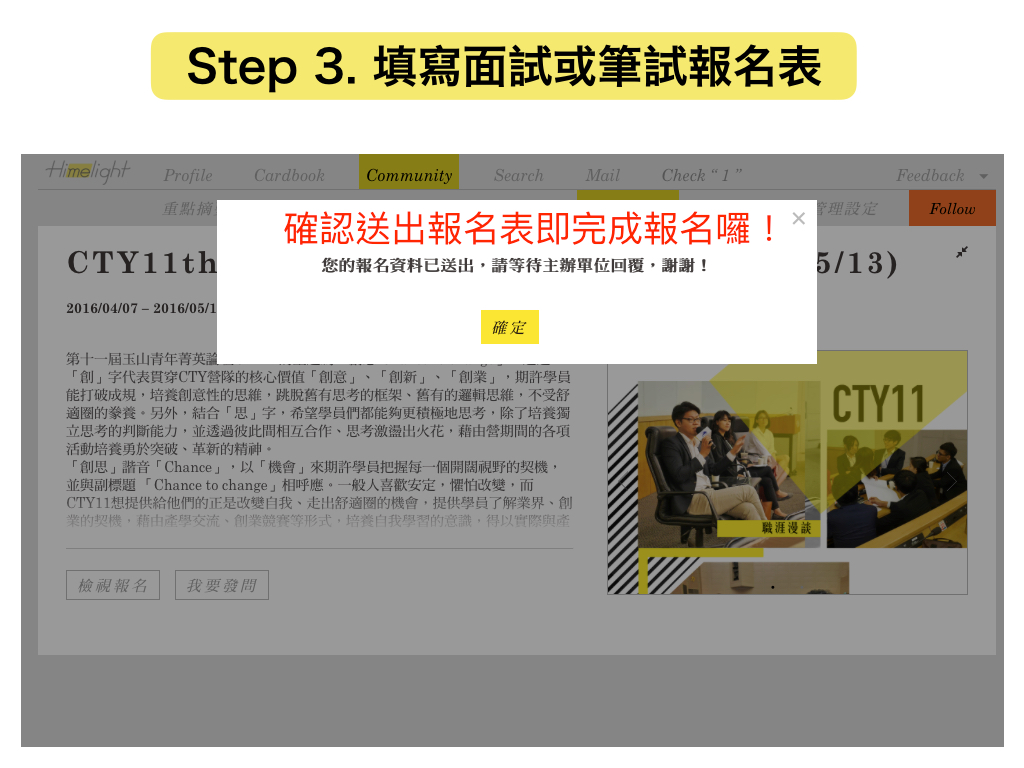 Step 3. 填寫面試或筆試報名表
Himelight
Profile
Cardbook
Community
Search
Mail
Check “ 1 ”
Feedback
重點摘
管理設定
Follow
確認送出報名表即完成報名囉！
×
您的報名資料已送出，請等待主辦單位回覆，謝謝！
確定
CTY11th
5/13)
2016/04/07 – 2016/05/1
第十一屆玉山青年菁英論
「創」字代表貫穿CTY營隊的核心價值「創意」、「創新」、「創業」，期許學員
能打破成規，培養創意性的思維，跳脫舊有思考的框架、舊有的邏輯思維，不受舒
適圈的豢養。另外，結合「思」字，希望學員們都能夠更積極地思考，除了培養獨
立思考的判斷能力，並透過彼此間相互合作、思考激盪出火花，藉由營期間的各項
活動培養勇於突破、革新的精神。
「創思」諧音「Chance」，以「機會」來期許學員把握每一個開闊視野的契機，
並與副標題 「 Chance to change」相呼應。一般人喜歡安定，懼怕改變，而
CTY11想提供給他們的正是改變自我、走出舒適圈的機會，提供學員了解業界、創
業的契機，藉由產學交流、創業競賽等形式，培養自我學習的意識，得以實際與產
檢視報名
我要發問
CTY11
職涯漫談